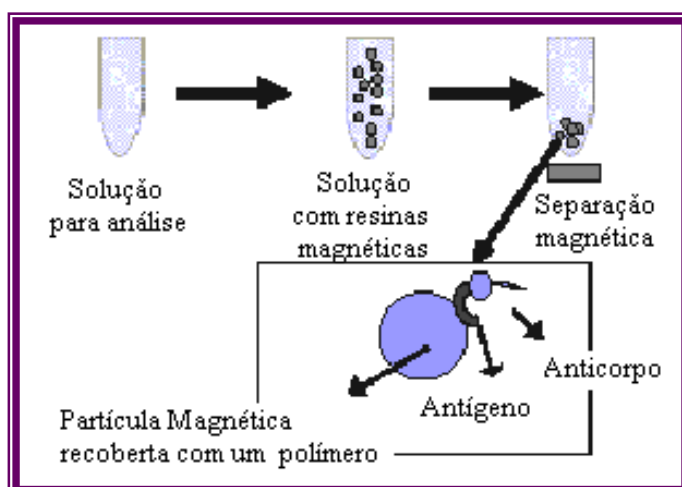 Solução
para análise
Solução
com resinas
magnéticas
Separação
magnética
Anticorpo
Antígeno
Partícula Magnética
recoberta com um polímero